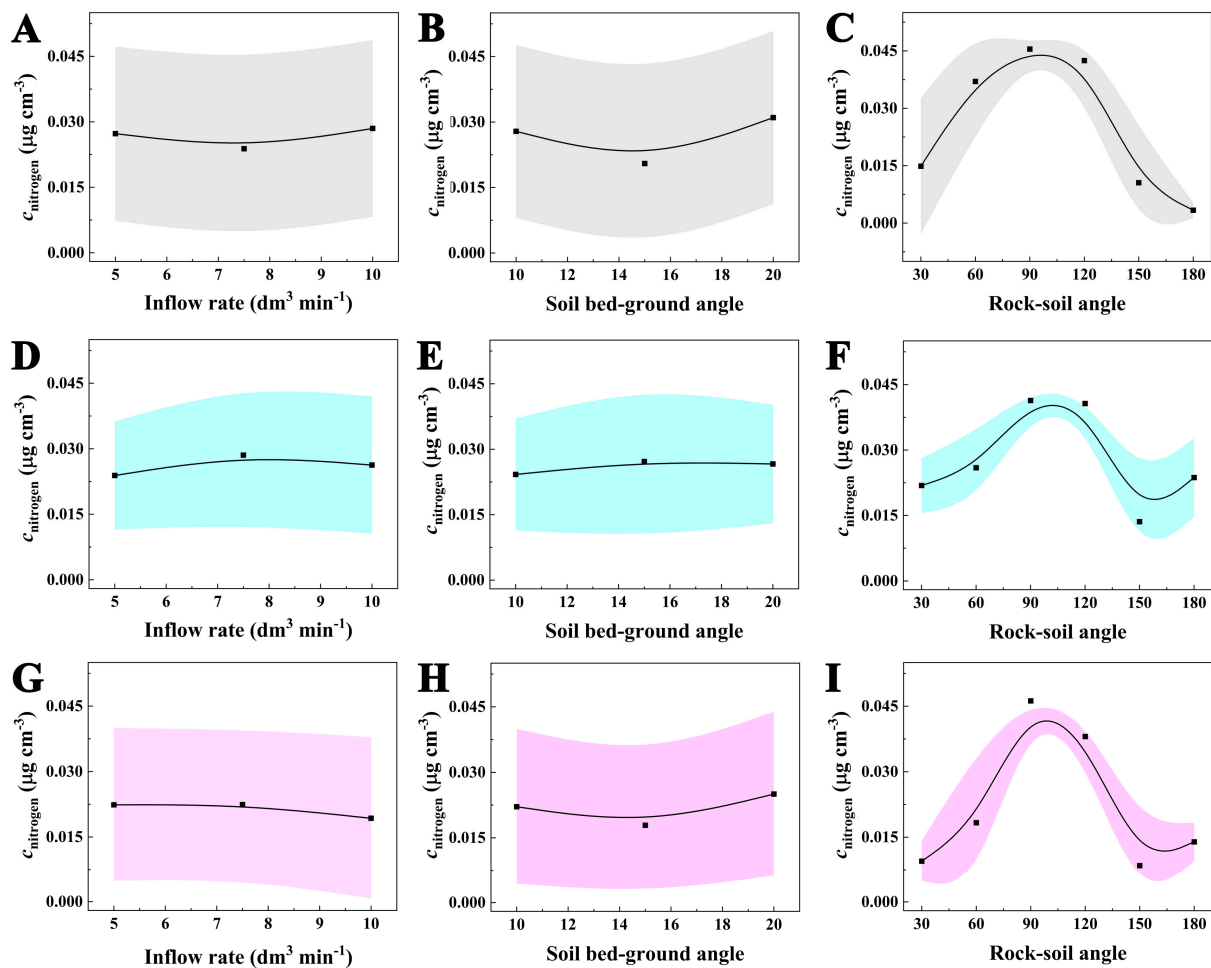 A
c_nitrogen (μg cm⁻³)
0.045
0.030
0.015
0.000
5 6 7 8 9 10
Inflow rate (dm³ min⁻¹)
B
c_nitrogen (μg cm⁻³)
0.045
0.030
0.015
0.000
10 12 14 16 18 20
Soil bed-ground angle
C
c_nitrogen (μg cm⁻³)
0.045
0.030
0.015
0.000
30 60 90 120 150 180
Rock-soil angle
D
c_nitrogen (μg cm⁻³)
0.045
0.030
0.015
0.000
5 6 7 8 9 10
Inflow rate (dm³ min⁻¹)
E
c_nitrogen (μg cm⁻³)
0.045
0.030
0.015
0.000
10 12 14 16 18 20
Soil bed-ground angle
F
c_nitrogen (μg cm⁻³)
0.045
0.030
0.015
0.000
30 60 90 120 150 180
Rock-soil angle
G
c_nitrogen (μg cm⁻³)
0.045
0.030
0.015
0.000
5 6 7 8 9 10
Inflow rate (dm³ min⁻¹)
H
c_nitrogen (μg cm⁻³)
0.045
0.030
0.015
0.000
10 12 14 16 18 20
Soil bed-ground angle
I
c_nitrogen (μg cm⁻³)
0.045
0.030
0.015
0.000
30 60 90 120 150 180
Rock-soil angle